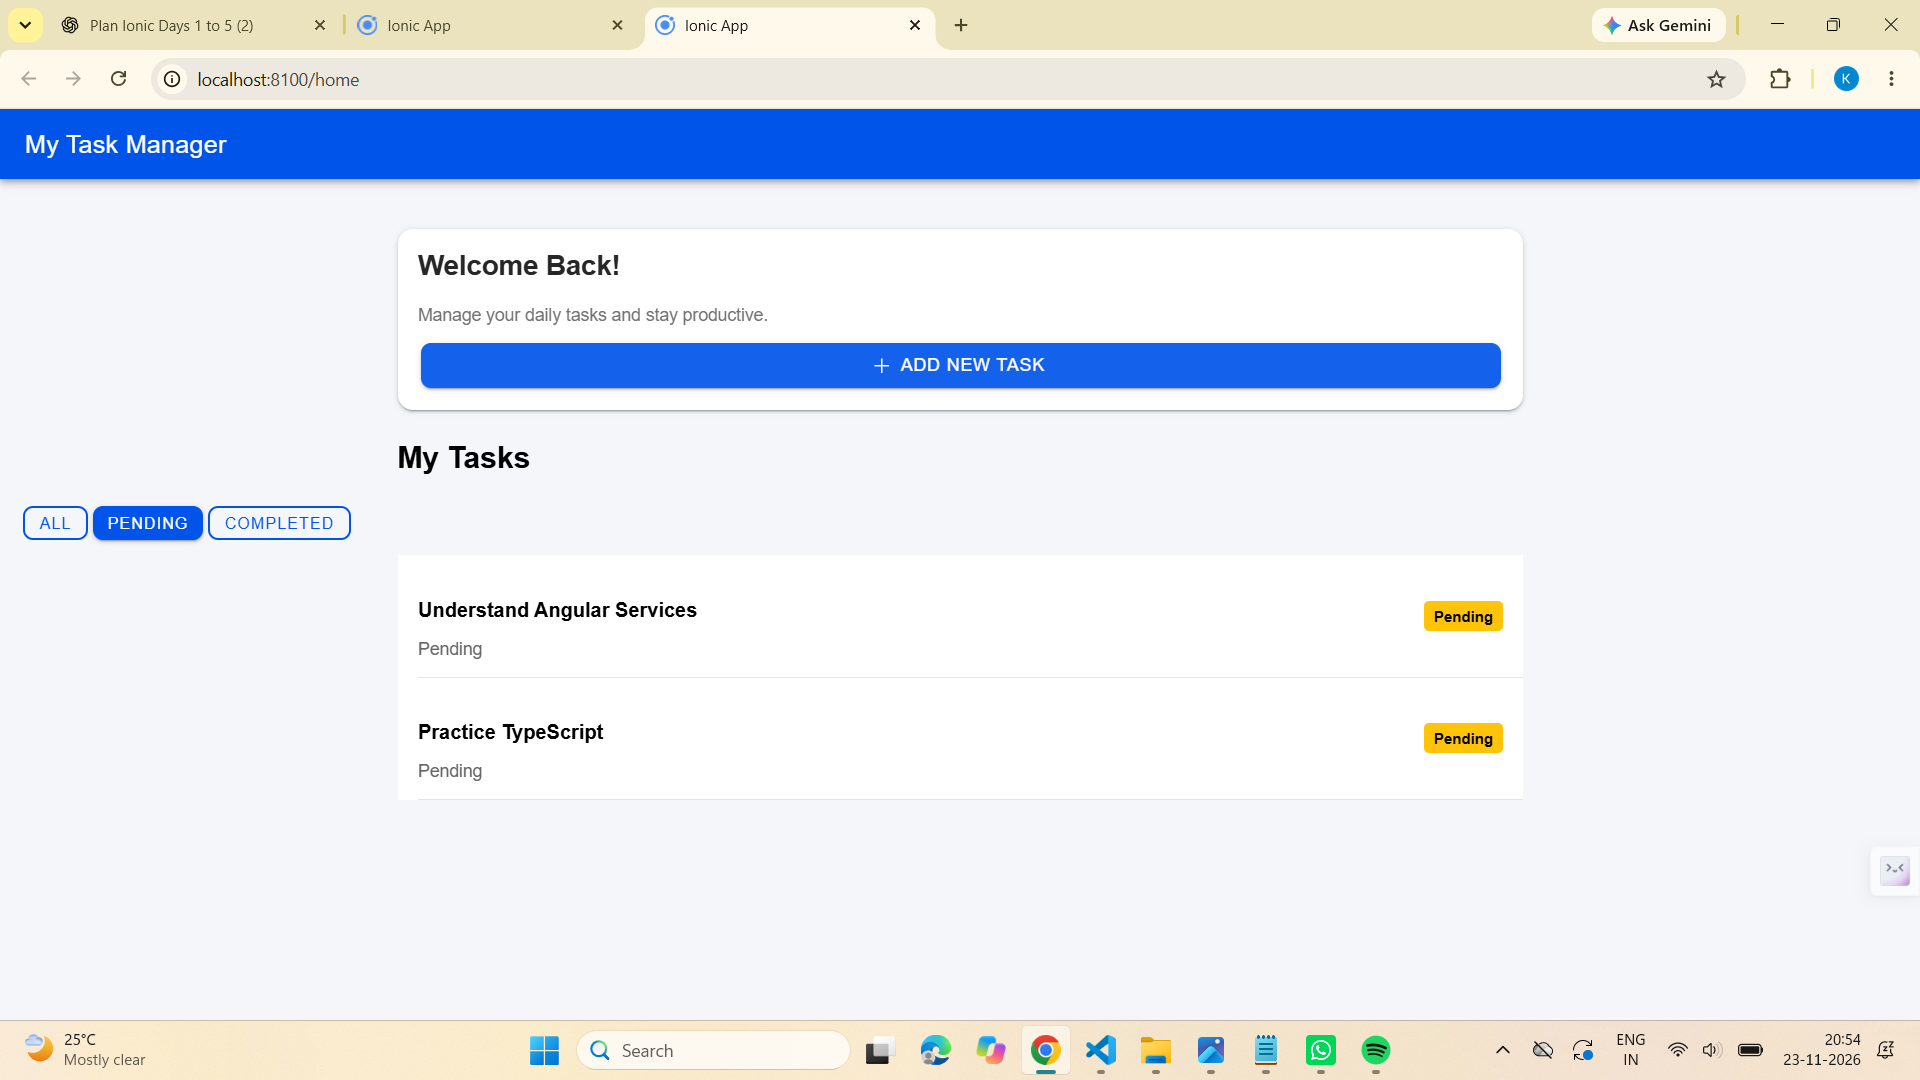 Plan Ionic Days 1 to 5 (2)
Ionic App
Ionic App
Ask Gemini
localhost:8100/home
K
My Task Manager
Welcome Back!
Manage your daily tasks and stay productive.
ADD NEW TASK
My Tasks
ALL
PENDING
COMPLETED
Understand Angular Services
Pending
Pending
Practice TypeScript
Pending
Pending
25°C
Mostly clear
Search
ENG
IN
20:54
23-11-2026